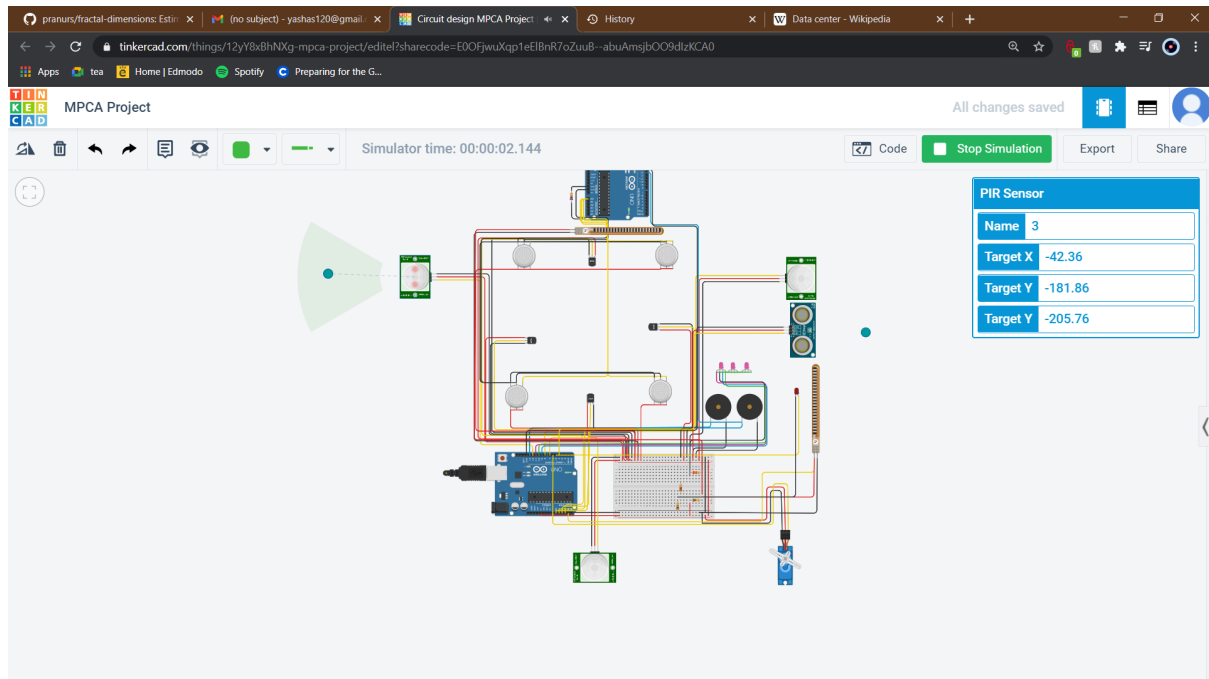 pranurs/fractal-dimensions: Estim
(no subject) - yashas120@gmail.c
Circuit design MPCA Project |
History
Data center - Wikipedia
tinkercad.com/things/12yY8xBhNXg-mpca-project/editel?sharecode=E0OFjwuXqp1eElBnR7oZuuB--abuAmsjbOO9dIzKCA0
Apps
tea
Home | Edmodo
Spotify
Preparing for the G...
TIN
KER
CAD
MPCA Project
All changes saved
Simulator time: 00:00:02.144
Code
Stop Simulation
Export
Share
PIR Sensor
Name 3
Target X -42.36
Target Y -181.86
Target Y -205.76
UNO